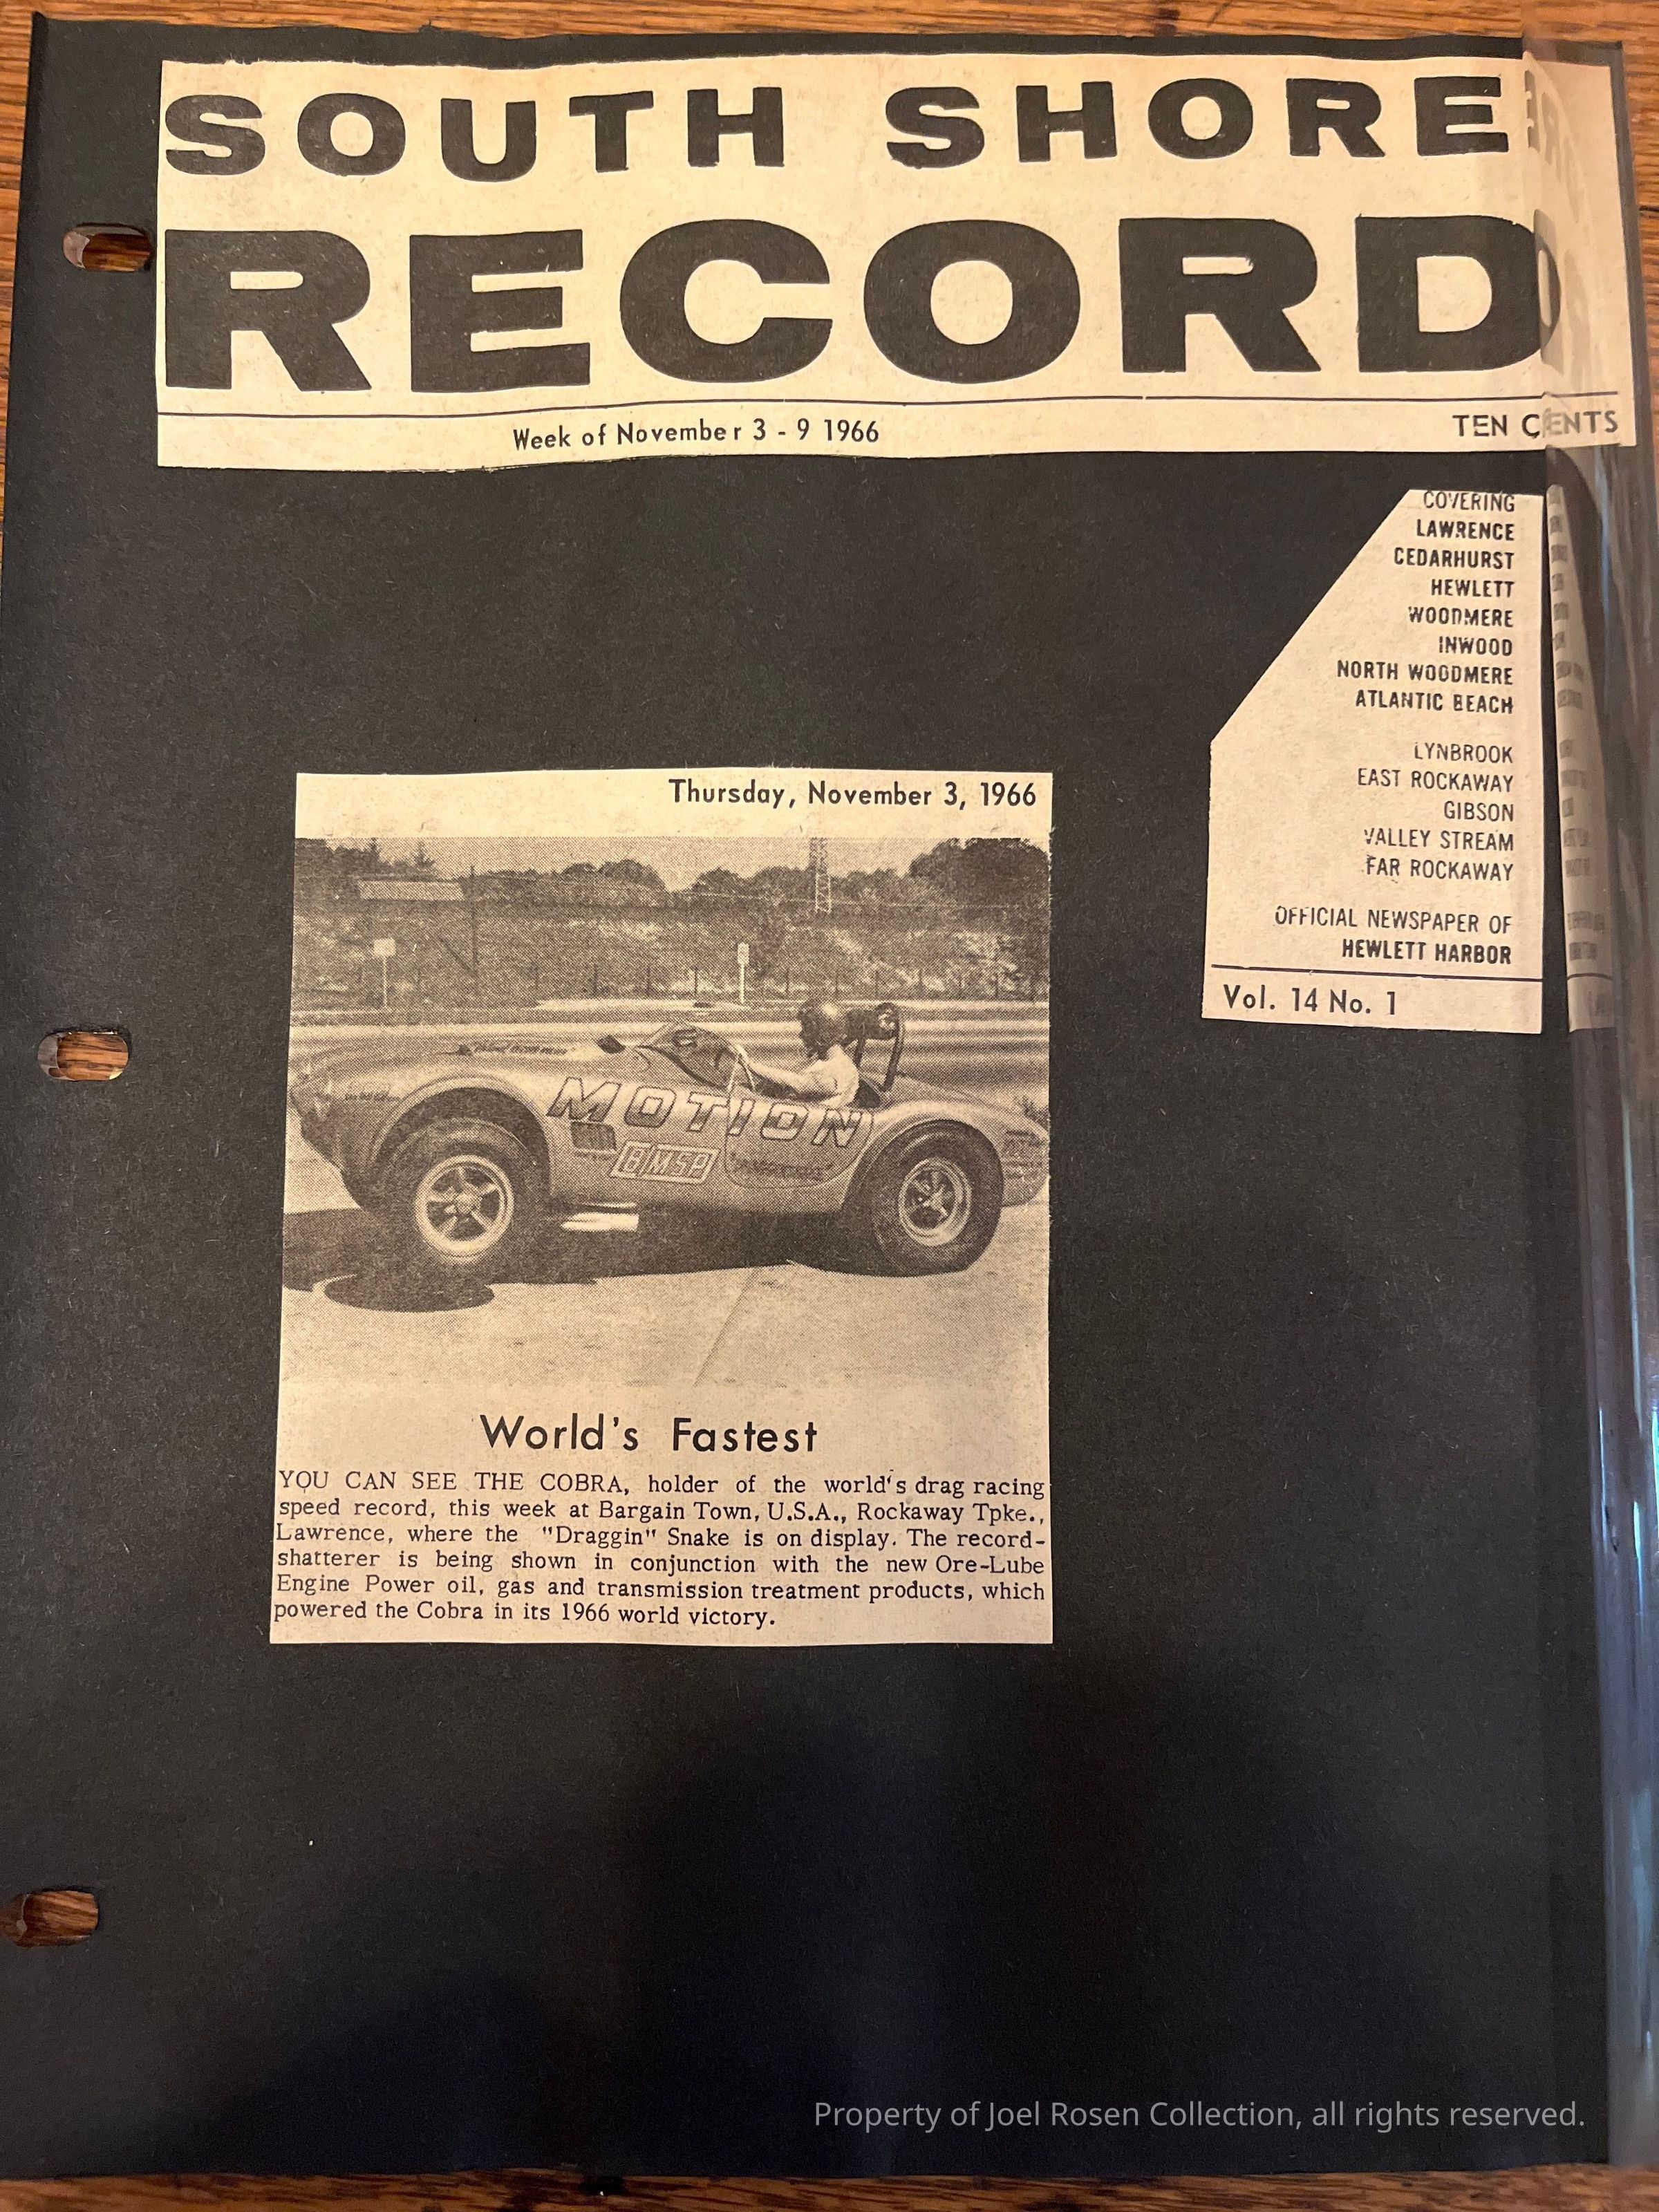 SOUTH SHORE
RECORD
Week of November 3 - 9 1966
TEN CENTS
COVERING
LAWRENCE
CEDARHURST
HEWLETT
WOODMERE
INWOOD
NORTH WOODMERE
ATLANTIC BEACH
LYNBROOK
EAST ROCKAWAY
GIBSON
VALLEY STREAM
FAR ROCKAWAY
OFFICIAL NEWSPAPER OF
HEWLETT HARBOR
Vol. 14 No. 1
Thursday, November 3, 1966
MOTION
B/MSP
World's Fastest
YOU CAN SEE THE COBRA, holder of the world's drag racing
speed record, this week at Bargain Town, U.S.A., Rockaway Tpke.,
Lawrence, where the "Draggin" Snake is on display. The record-
shatterer is being shown in conjunction with the new Ore-Lube
Engine Power oil, gas and transmission treatment products, which
powered the Cobra in its 1966 world victory.
Property of Joel Rosen Collection, all rights reserved.